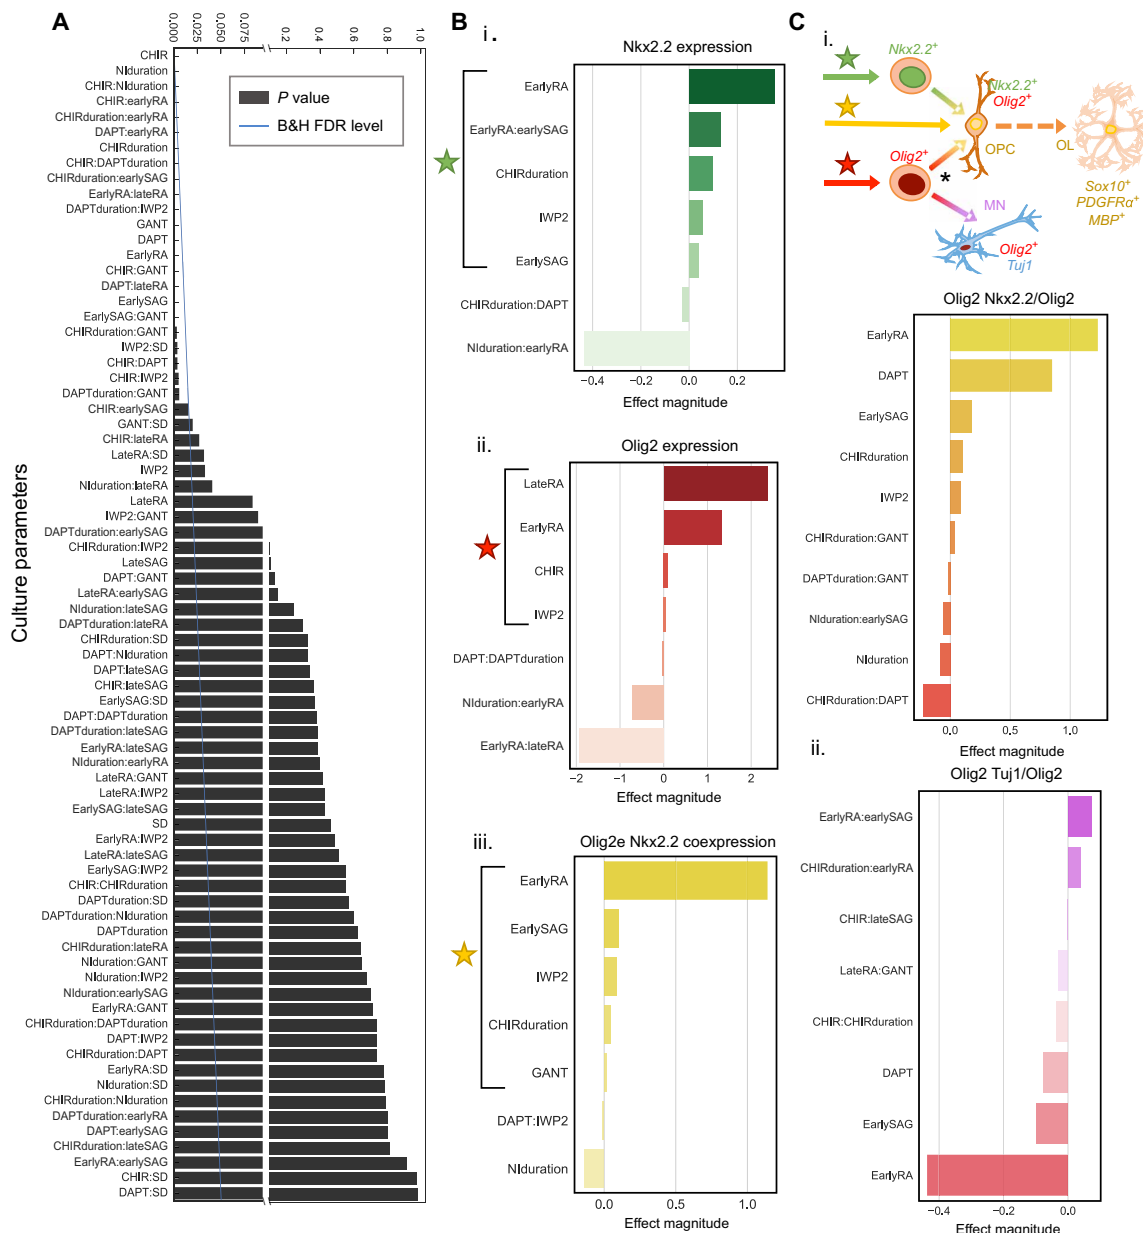 A
0.000
0.025
0.050
0.075
0.2
0.4
0.6
0.8
1.0
P value
B&H FDR level
Culture parameters
CHIR
NIduration
CHIR:NIduration
CHIR:earlyRA
CHIRduration:earlyRA
DAPT:earlyRA
CHIRduration
CHIR:DAPTduration
CHIRduration:earlySAG
EarlyRA:lateRA
DAPTduration:IWP2
GANT
DAPT
EarlyRA
CHIR:GANT
DAPT:lateRA
EarlySAG
EarlySAG:GANT
CHIRduration:GANT
IWP2:SD
CHIR:DAPT
CHIR:IWP2
DAPTduration:GANT
CHIR:earlySAG
GANT:SD
CHIR:lateRA
LateRA:SD
IWP2
NIduration:lateRA
LateRA
IWP2:GANT
DAPTduration:earlySAG
CHIRduration:IWP2
LateSAG
DAPT:GANT
LateRA:earlySAG
NIduration:lateSAG
DAPTduration:lateRA
CHIRduration:SD
DAPT:NIduration
DAPT:lateSAG
CHIR:lateSAG
EarlySAG:SD
DAPT:DAPTduration
DAPTduration:lateSAG
EarlyRA:lateSAG
NIduration:earlyRA
LateRA:GANT
LateRA:IWP2
EarlySAG:lateSAG
SD
EarlyRA:IWP2
LateRA:lateSAG
EarlySAG:IWP2
CHIR:CHIRduration
DAPTduration:SD
DAPTduration:NIduration
DAPTduration
CHIRduration:lateRA
NIduration:GANT
NIduration:IWP2
NIduration:earlySAG
EarlyRA:GANT
CHIRduration:DAPTduration
DAPT:IWP2
CHIRduration:DAPT
EarlyRA:SD
NIduration:SD
CHIRduration:NIduration
DAPTduration:earlyRA
DAPT:earlySAG
CHIRduration:lateSAG
EarlyRA:earlySAG
CHIR:SD
DAPT:SD
B
i.
Nkx2.2 expression
EarlyRA
EarlyRA:earlySAG
CHIRduration
IWP2
EarlySAG
CHIRduration:DAPT
NIduration:earlyRA
−0.4 −0.2 0.0 0.2
Effect magnitude
ii.
Olig2 expression
LateRA
EarlyRA
CHIR
IWP2
DAPT:DAPTduration
NIduration:earlyRA
EarlyRA:lateRA
−2 −1 0 1 2
Effect magnitude
iii.
Olig2e Nkx2.2 coexpression
EarlyRA
EarlySAG
IWP2
CHIRduration
GANT
DAPT:IWP2
NIduration
0.0 0.5 1.0
Effect magnitude
C
i.
Nkx2.2+
Nkx2.2+
Olig2+
Olig2+
*
OPC
OL
MN
Sox10+
PDGFRα+
MBP+
Olig2+
Tuj1
Olig2 Nkx2.2/Olig2
EarlyRA
DAPT
EarlySAG
CHIRduration
IWP2
CHIRduration:GANT
DAPTduration:GANT
NIduration:earlySAG
NIduration
CHIRduration:DAPT
0.0 0.5 1.0
Effect magnitude
ii.
Olig2 Tuj1/Olig2
EarlyRA:earlySAG
CHIRduration:earlyRA
CHIR:lateSAG
LateRA:GANT
CHIR:CHIRduration
DAPT
EarlySAG
EarlyRA
−0.4 −0.2 0.0
Effect magnitude